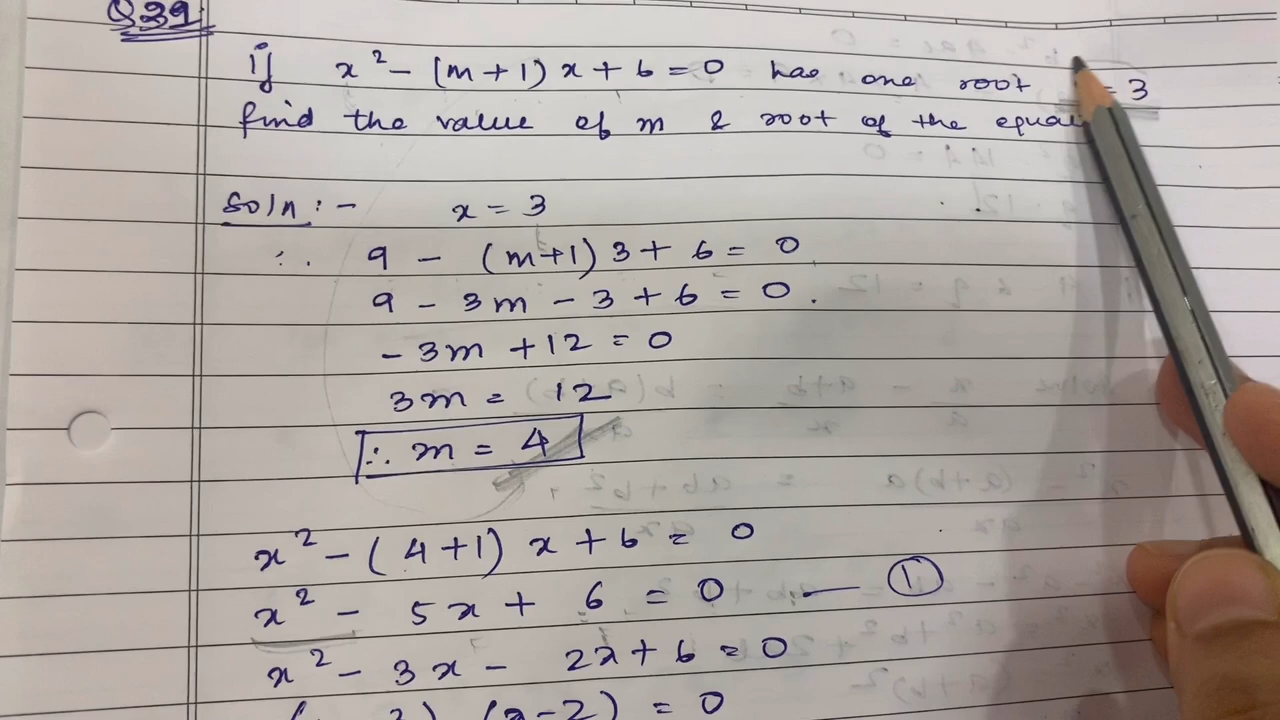 Q39.
If x² - (m+1)x + 6 = 0 has one root = 3
find the value of m & root of the equa
Soln :- x = 3
∴ 9 - (m+1)3 + 6 = 0
9 - 3m - 3 + 6 = 0.
-3m + 12 = 0
3m = 12
∴ m = 4
x² - (4+1)x + 6 = 0
x² - 5x + 6 = 0 — ①
x² - 3x - 2x + 6 = 0
(x-2) = 0